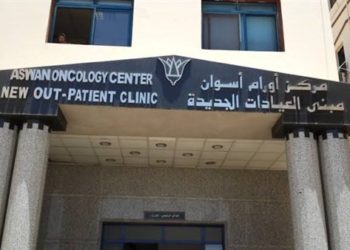 ASWAN ONCOLOGY CENTER
NEW OUT-PATIENT CLINIC
مركز أورام أسوان
مبنى العيادات الجديدة